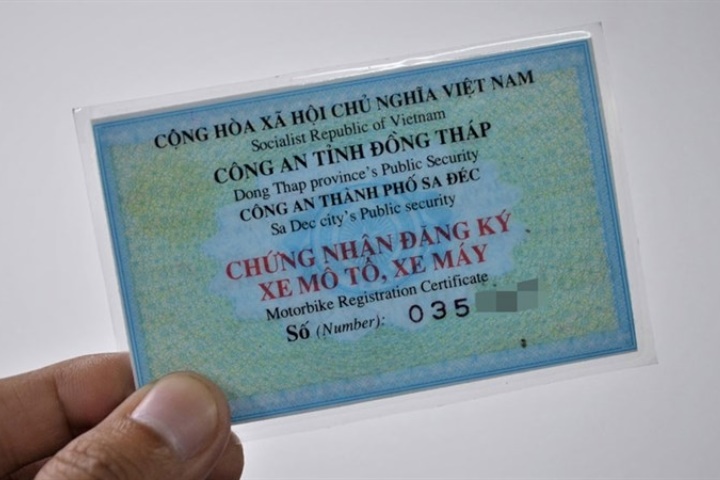 CỘNG HÒA XÃ HỘI CHỦ NGHĨA VIỆT NAM
Socialist Republic of Vietnam
CÔNG AN TỈNH ĐỒNG THÁP
Dong Thap province's Public Security
CÔNG AN THÀNH PHỐ SA ĐÉC
Sa Dec city's Public security
CHỨNG NHẬN ĐĂNG KÝ
XE MÔ TÔ, XE MÁY
Motorbike Registration Certificate
Số (Number): 035